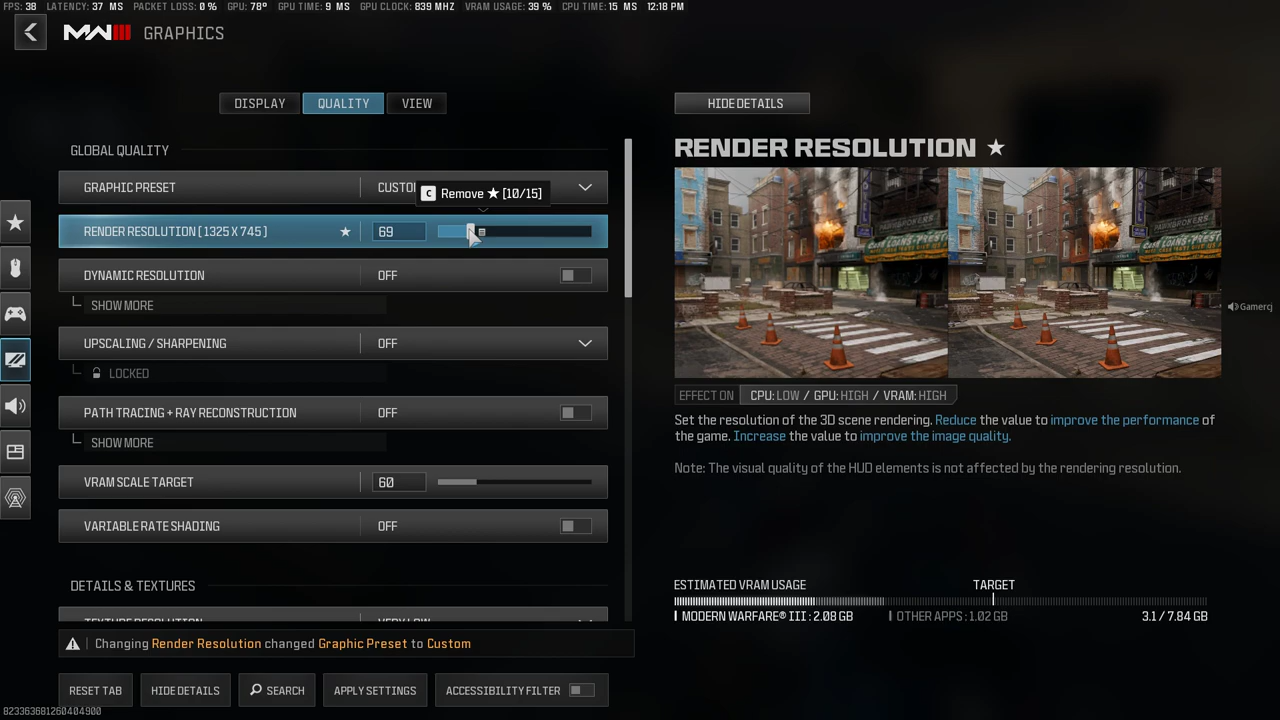 FPS: 38 LATENCY: 37 MS PACKET LOSS: 0 % GPU: 78° GPU TIME: 9 MS GPU CLOCK: 839 MHZ VRAM USAGE: 39 % CPU TIME: 15 MS 12:18 PM
MWIII GRAPHICS
DISPLAY QUALITY VIEW
HIDE DETAILS
GLOBAL QUALITY
GRAPHIC PRESET CUSTO
C Remove ★ [10/15]
RENDER RESOLUTION [ 1325 X 745 ] ★ 69
DYNAMIC RESOLUTION OFF
SHOW MORE
UPSCALING / SHARPENING OFF
LOCKED
PATH TRACING + RAY RECONSTRUCTION OFF
SHOW MORE
VRAM SCALE TARGET 60
VARIABLE RATE SHADING OFF
DETAILS & TEXTURES
TEXTURE RESOLUTION VERY LOW
Changing Render Resolution changed Graphic Preset to Custom
RESET TAB HIDE DETAILS SEARCH APPLY SETTINGS ACCESSIBILITY FILTER
823363681260404900
RENDER RESOLUTION ★
Gamercj
EFFECT ON CPU: LOW / GPU: HIGH / VRAM: HIGH
Set the resolution of the 3D scene rendering. Reduce the value to improve the performance of
the game. Increase the value to improve the image quality.
Note: The visual quality of the HUD elements is not affected by the rendering resolution.
ESTIMATED VRAM USAGE TARGET
MODERN WARFARE® III : 2.08 GB OTHER APPS : 1.02 GB 3.1 / 7.84 GB